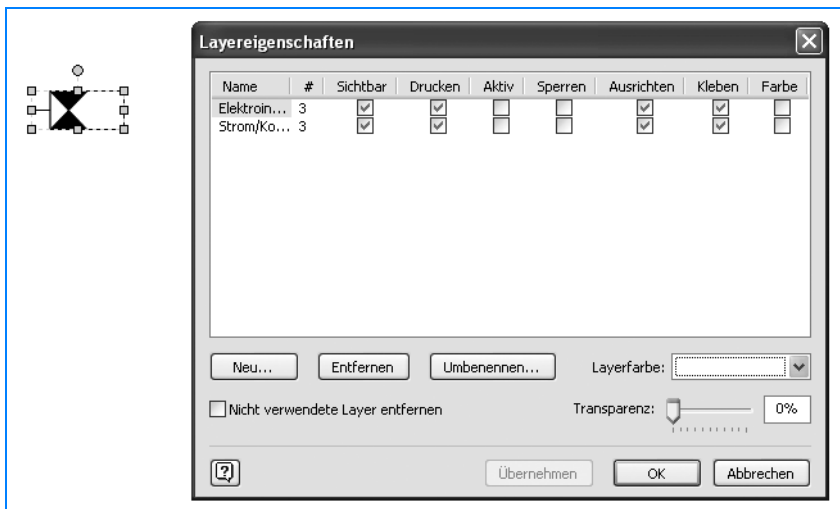 Layereigenschaften
Name # Sichtbar Drucken Aktiv Sperren Ausrichten Kleben Farbe
Elektroin... 3
Strom/Ko... 3
Neu... Entfernen Umbenennen... Layerfarbe:
Nicht verwendete Layer entfernen Transparenz: 0%
Übernehmen OK Abbrechen